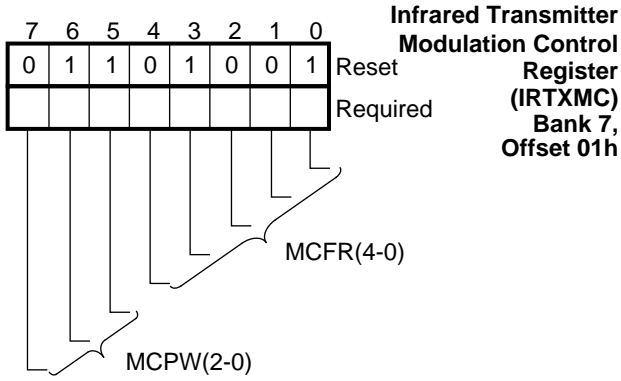 Infrared Transmitter
Modulation Control
Register
(IRTXMC)
Bank 7,
Offset 01h
7 6 5 4 3 2 1 0
0 1 1 0 1 0 0 1 Reset
Required
MCFR(4-0)
MCPW(2-0)